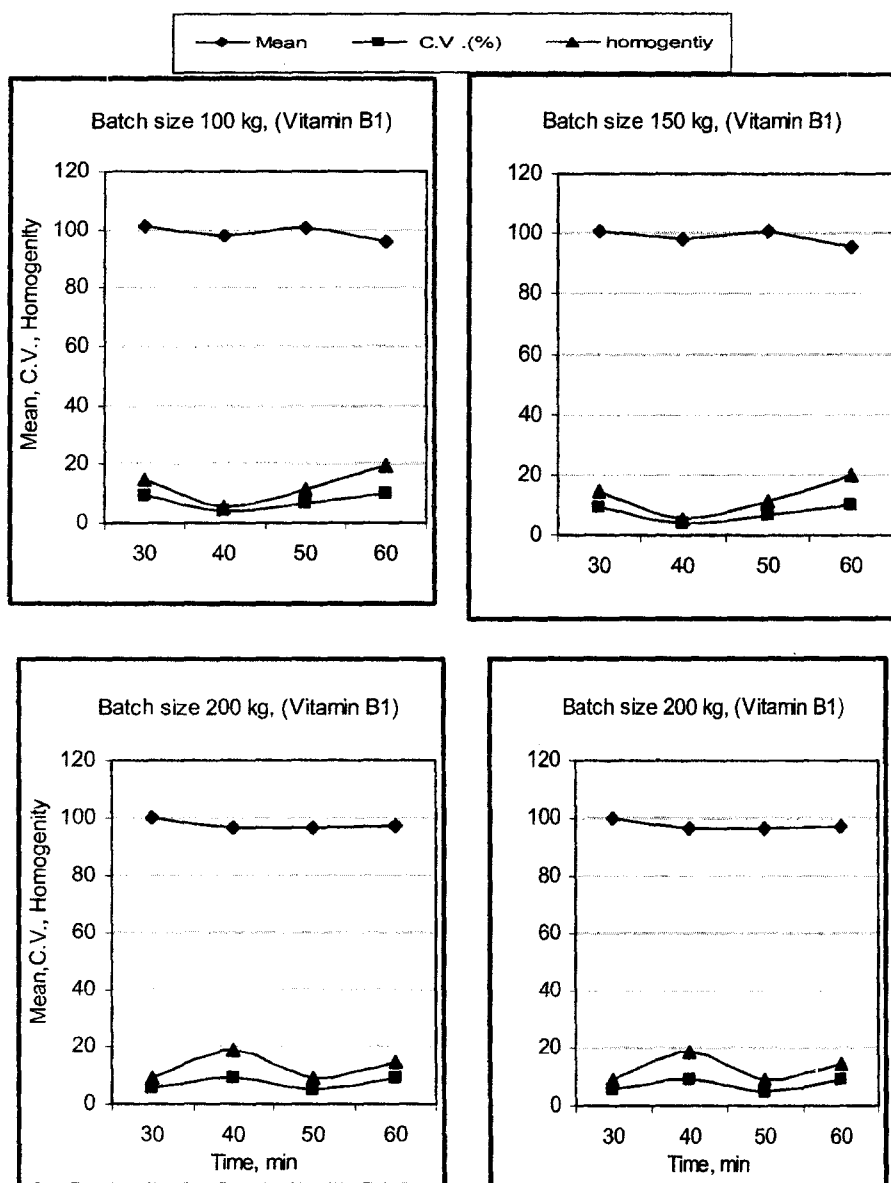 Mean C.V .(%) homogentiy
Batch size 100 kg, (Vitamin B1)
Mean, C.V., Homogenity
120
100
80
60
40
20
0
30 40 50 60
Batch size 150 kg, (Vitamin B1)
120
100
80
60
40
20
0
30 40 50 60
Batch size 200 kg, (Vitamin B1)
Mean,C.V., Homogenity
120
100
80
60
40
20
0
30 40 50 60
Time, min
Batch size 200 kg, (Vitamin B1)
120
100
80
60
40
20
0
30 40 50 60
Time, min